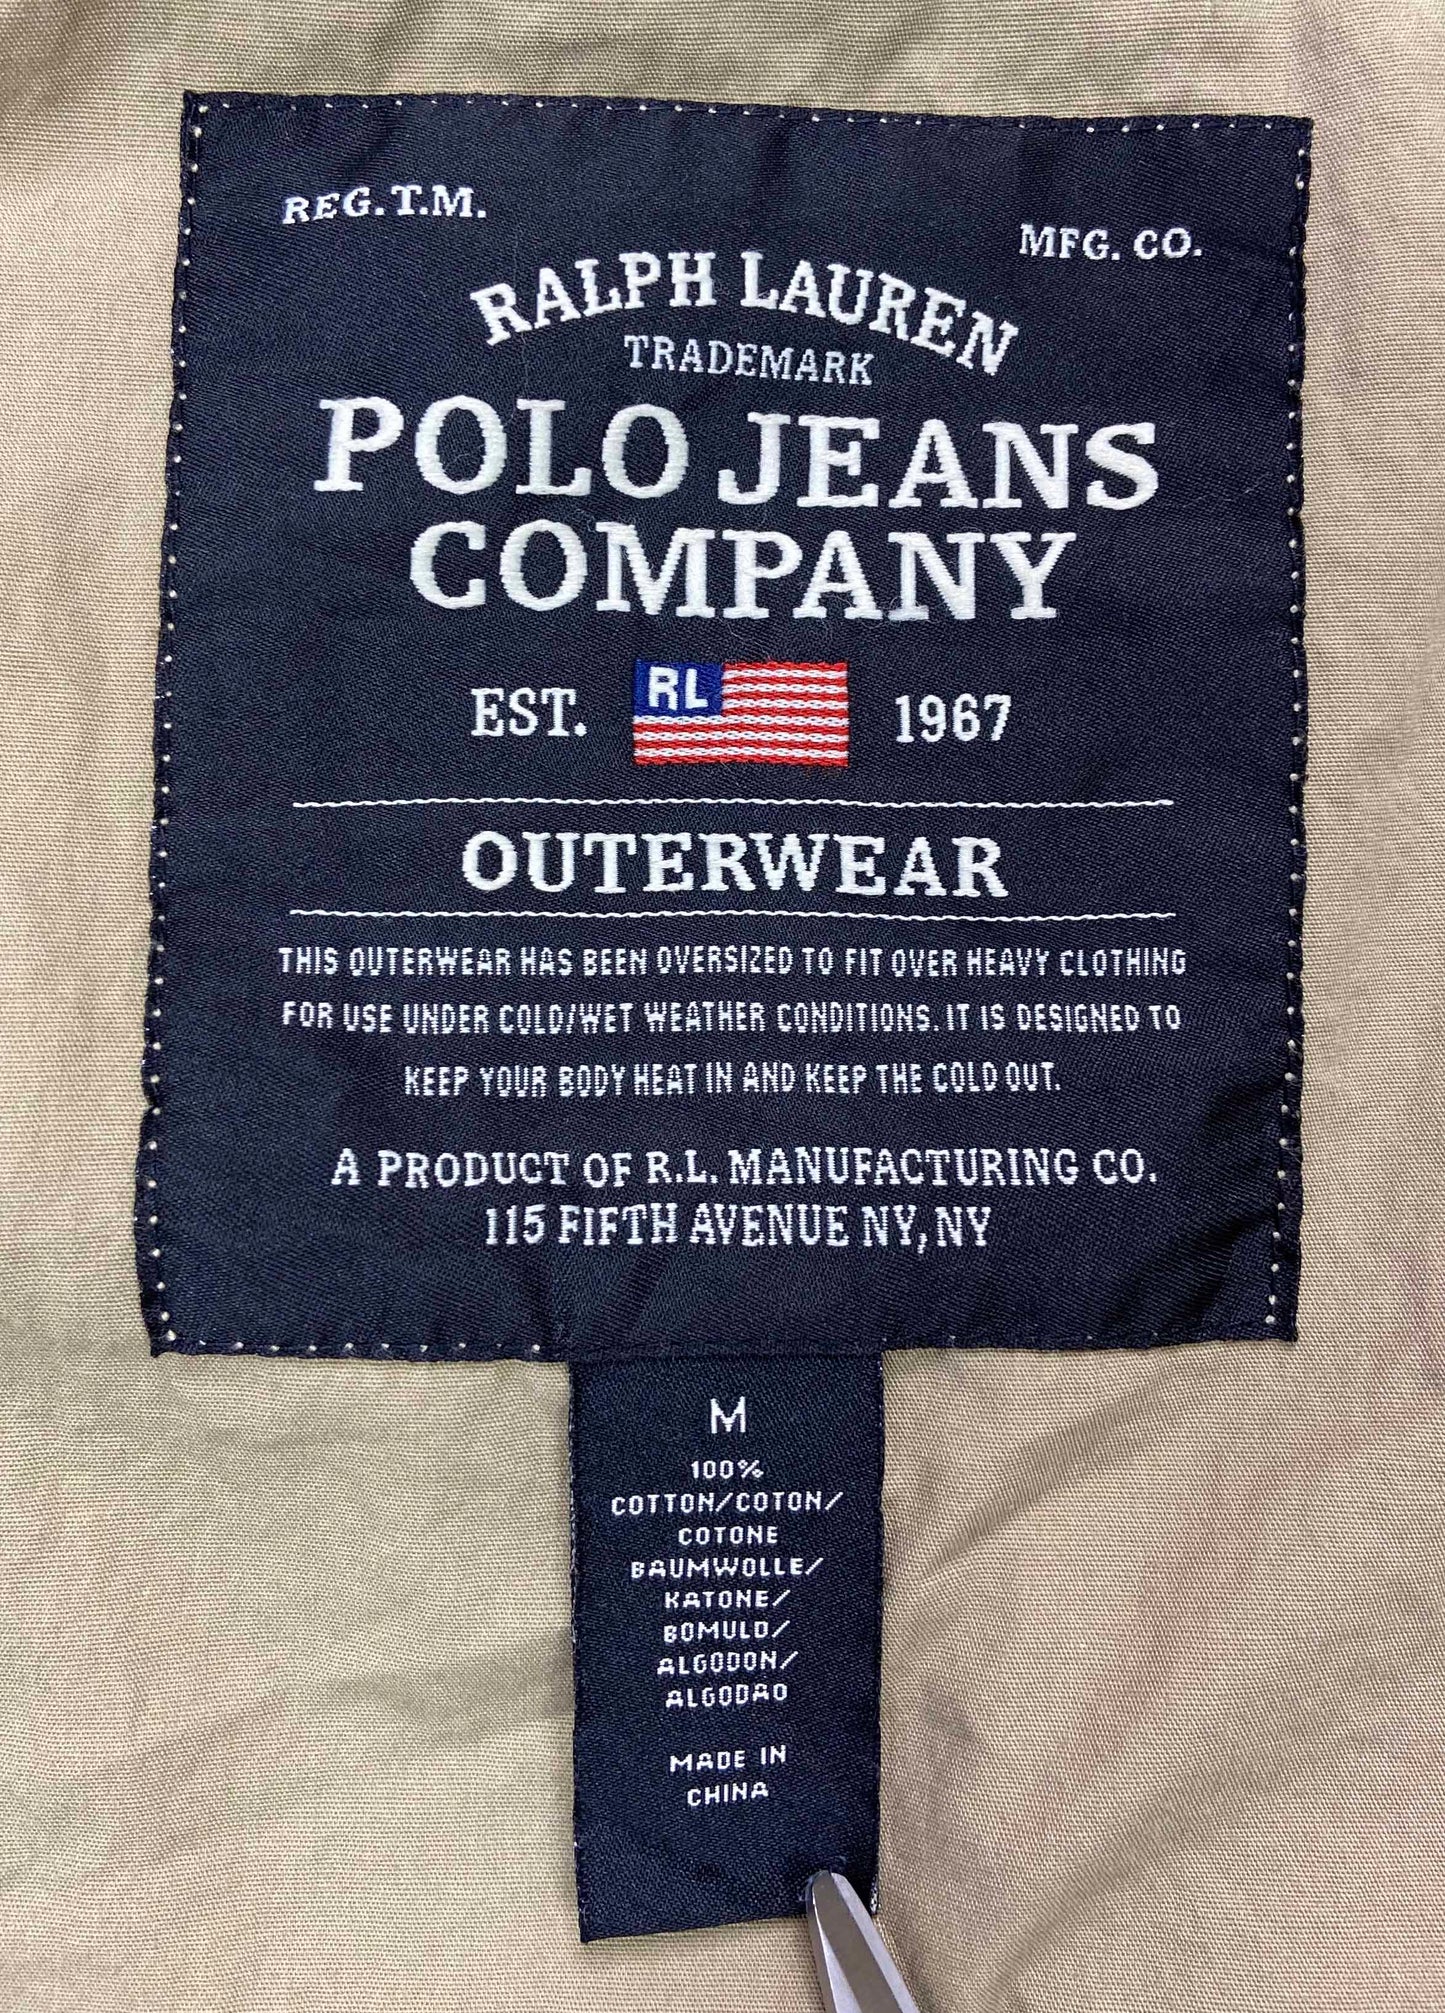 REG. T.M.
MFG. CO.
RALPH LAUREN
TRADEMARK
POLO JEANS
COMPANY
EST. RL 1967
OUTERWEAR
THIS OUTERWEAR HAS BEEN OVERSIZED TO FIT OVER HEAVY CLOTHING
FOR USE UNDER COLD/WET WEATHER CONDITIONS. IT IS DESIGNED TO
KEEP YOUR BODY HEAT IN AND KEEP THE COLD OUT.
A PRODUCT OF R.L. MANUFACTURING CO.
115 FIFTH AVENUE NY, NY
M
100%
COTTON/COTON/
COTONE
BAUMWOLLE/
KATONE/
BOMULD/
ALGODON/
ALGODAO
MADE IN
CHINA